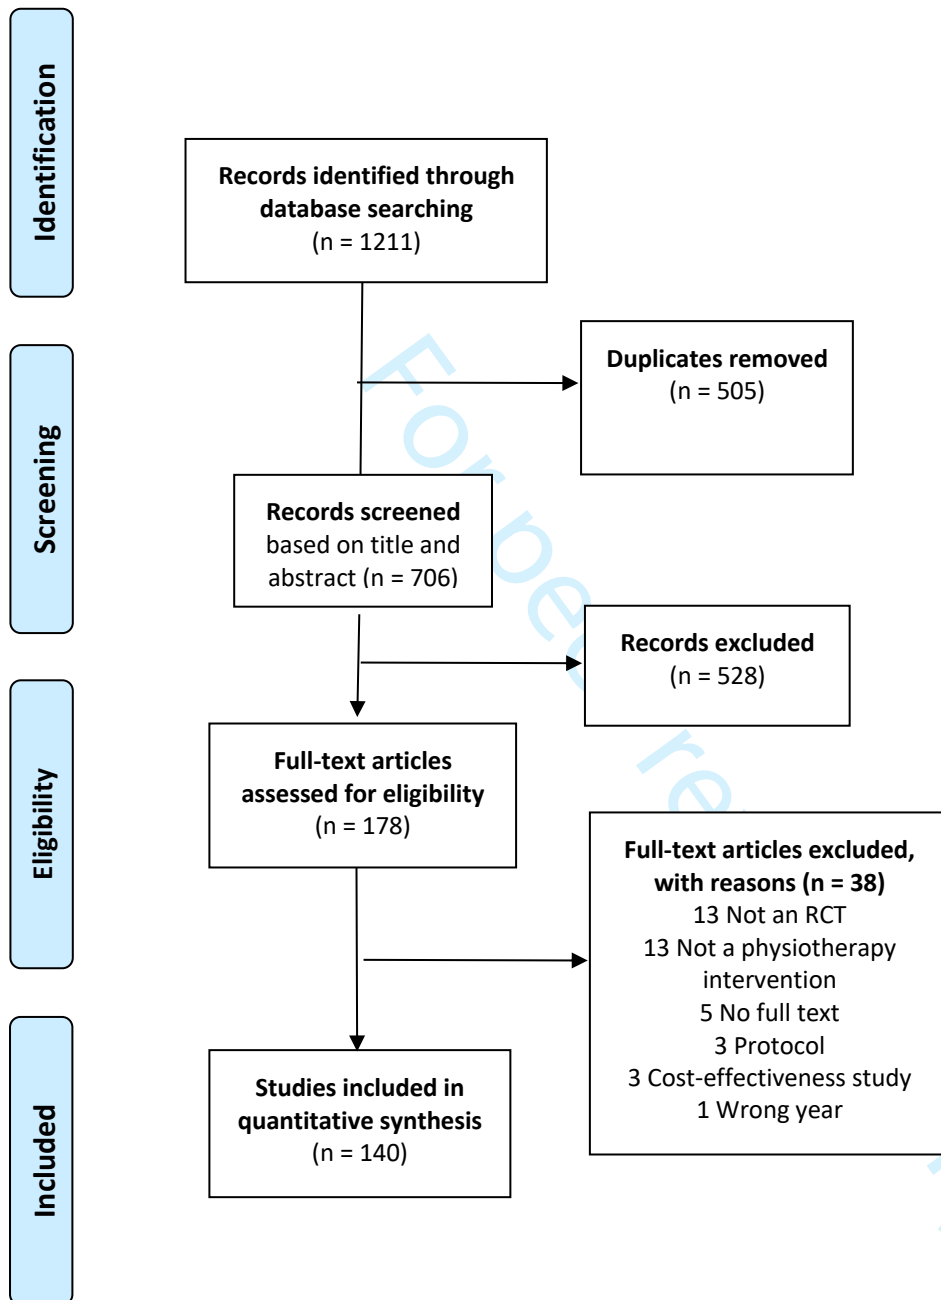 Identification
Records identified through
database searching
(n = 1211)
Duplicates removed
(n = 505)
Screening
Records screened
based on title and
abstract (n = 706)
Records excluded
(n = 528)
Eligibility
Full-text articles
assessed for eligibility
(n = 178)
Full-text articles excluded,
with reasons (n = 38)
13 Not an RCT
13 Not a physiotherapy
intervention
5 No full text
3 Protocol
3 Cost-effectiveness study
1 Wrong year
Included
Studies included in
quantitative synthesis
(n = 140)
For pee